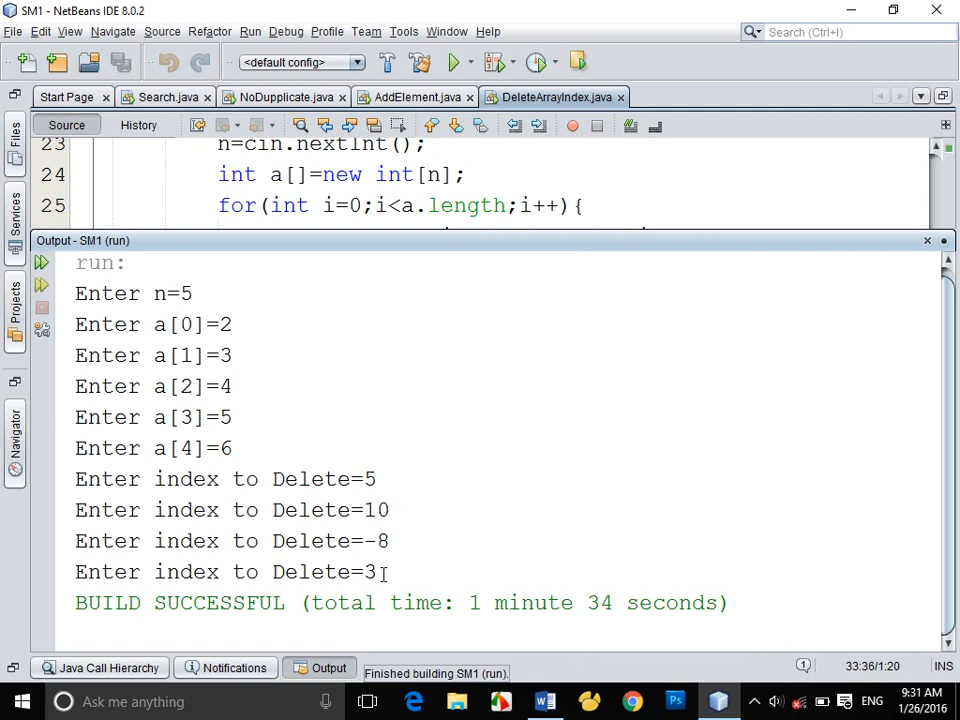 SM1 - NetBeans IDE 8.0.2
File Edit View Navigate Source Refactor Run Debug Profile Team Tools Window Help
Search (Ctrl+I)
<default config>
Start Page Search.java NoDupplicate.java AddElement.java DeleteArrayIndex.java
Source History
Files
Services
Projects
Navigator
23 n=cin.nextInt();
24 int a[]=new int[n];
25 for(int i=0;i<a.length;i++){
Output - SM1 (run)
run:
Enter n=5
Enter a[0]=2
Enter a[1]=3
Enter a[2]=4
Enter a[3]=5
Enter a[4]=6
Enter index to Delete=5
Enter index to Delete=10
Enter index to Delete=-8
Enter index to Delete=3
BUILD SUCCESSFUL (total time: 1 minute 34 seconds)
Java Call Hierarchy Notifications Output Finished building SM1 (run). 1 33:36/1:20 INS
Ask me anything
ENG
9:31 AM
1/26/2016